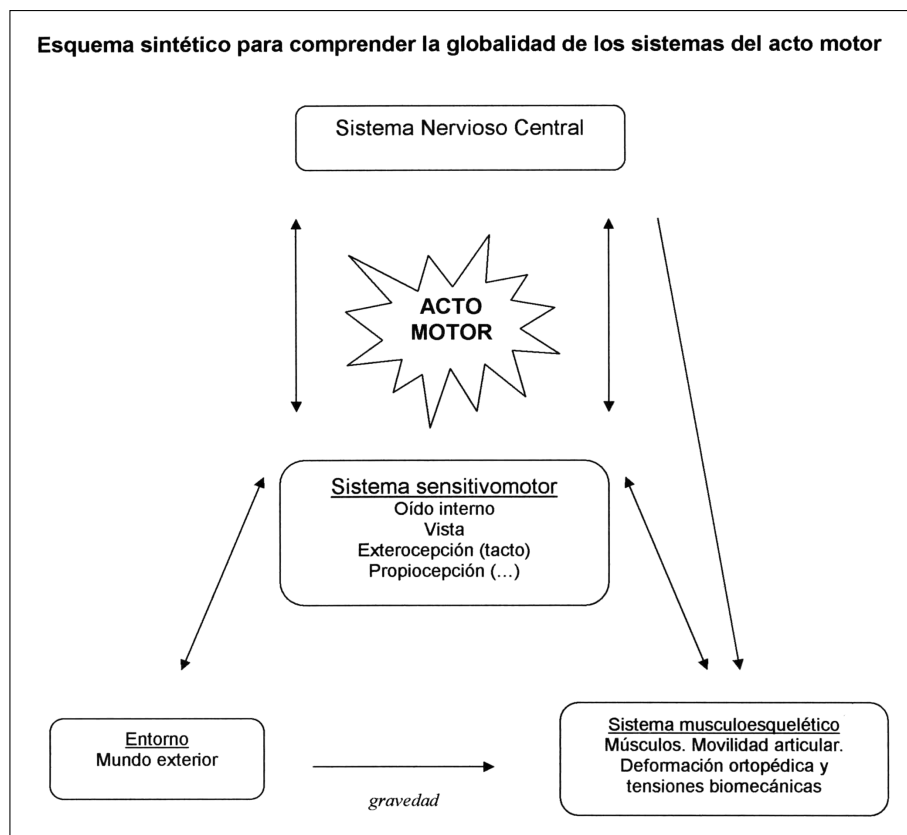 Esquema sintético para comprender la globalidad de los sistemas del acto motor
Sistema Nervioso Central
ACTO
MOTOR
Sistema sensitivomotor
Oído interno
Vista
Exterocepción (tacto)
Propiocepción (...)
Entorno
Mundo exterior
gravedad
Sistema musculoesquelético
Músculos. Movilidad articular.
Deformación ortopédica y
tensiones biomecánicas